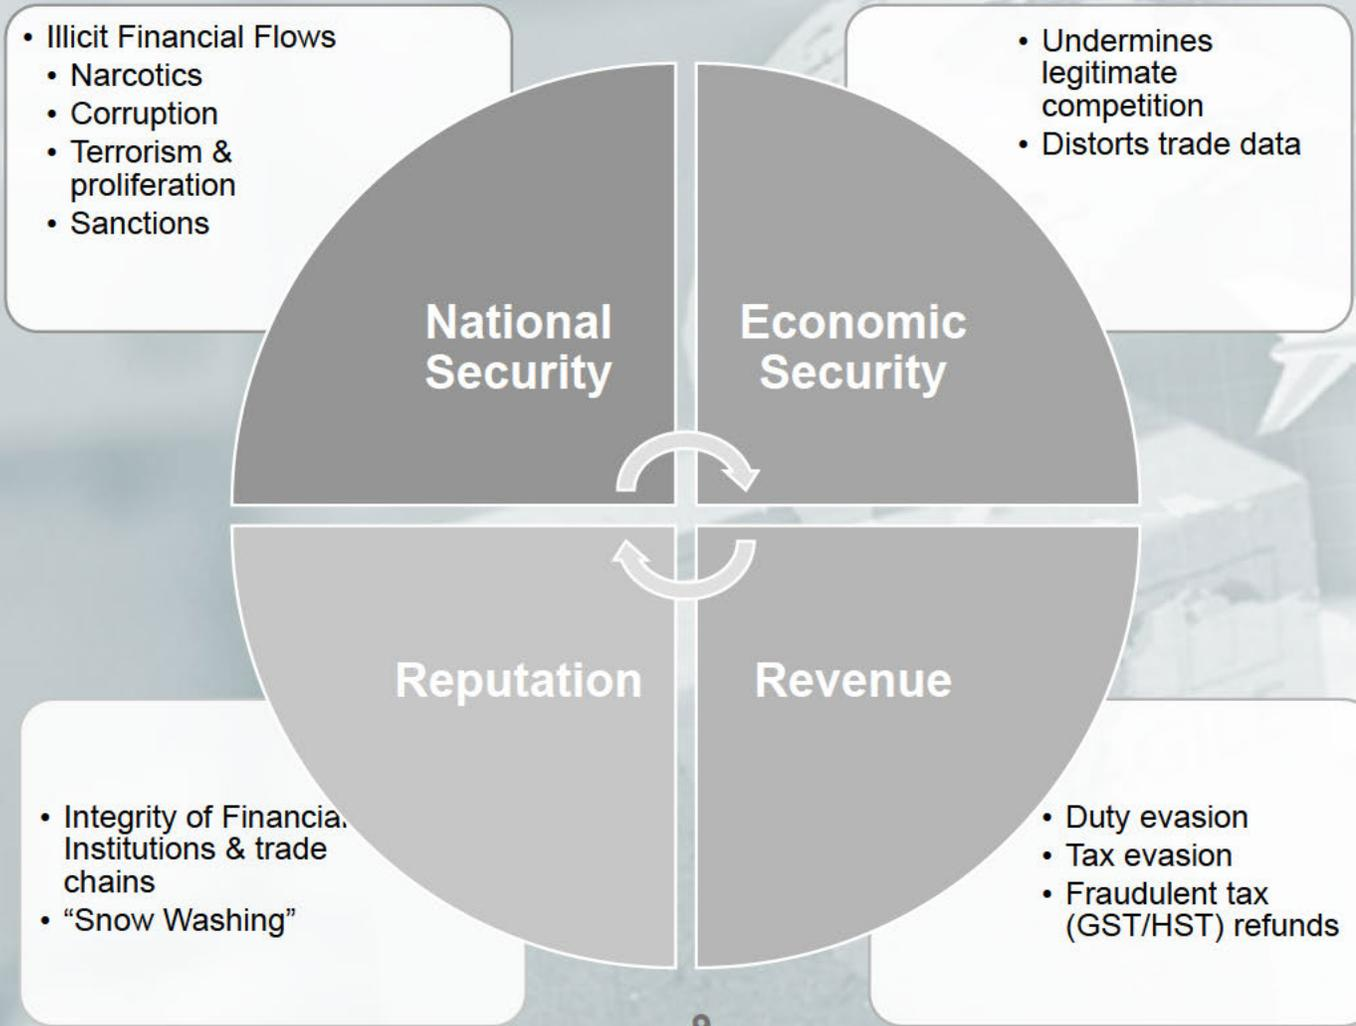 • Illicit Financial Flows
• Narcotics
• Corruption
• Terrorism &
proliferation
• Sanctions
• Undermines
legitimate
competition
• Distorts trade data
National
Security
Economic
Security
Reputation
Revenue
• Integrity of Financial
Institutions & trade
chains
• “Snow Washing”
• Duty evasion
• Tax evasion
• Fraudulent tax
(GST/HST) refunds
9